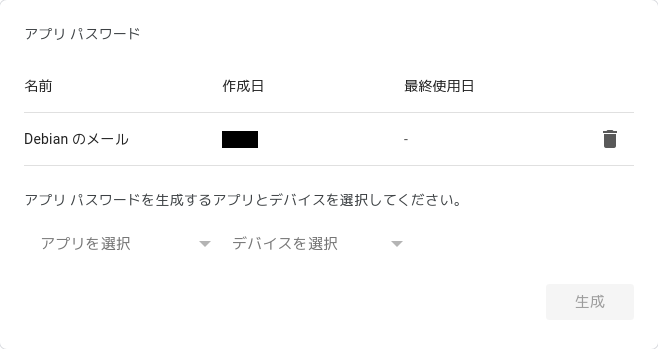 アプリ パスワード
名前 作成日 最終使用日
Debian のメール -
アプリ パスワードを生成するアプリとデバイスを選択してください。
アプリを選択 デバイスを選択
生成